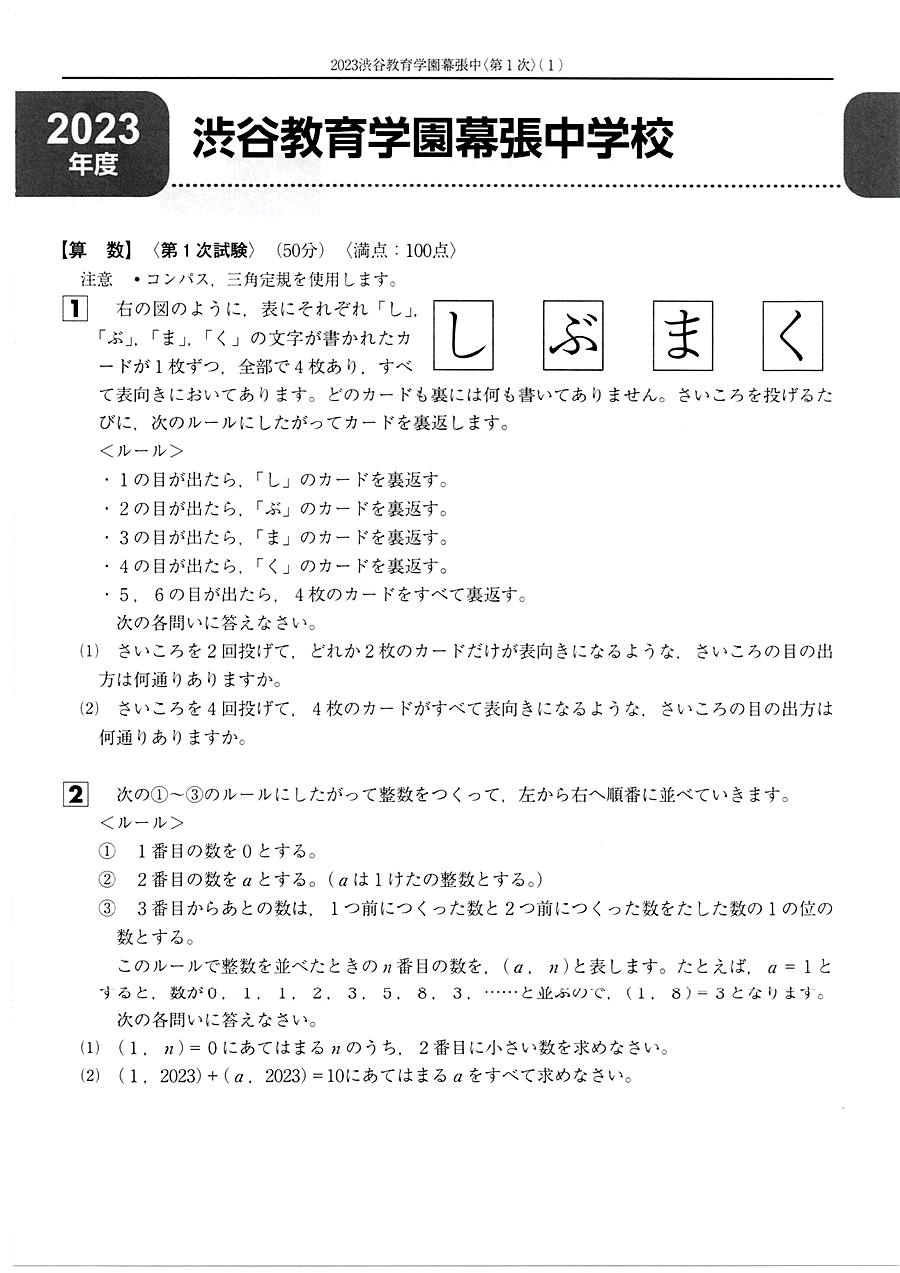 2023渋谷教育学園幕張中〈第1次〉(1)
2023
年度
渋谷教育学園幕張中学校
【算　数】〈第1次試験〉(50分)〈満点：100点〉
注意　・コンパス，三角定規を使用します。
1　右の図のように，表にそれぞれ「し」，
「ぶ」，「ま」，「く」の文字が書かれたカ
ードが1枚ずつ，全部で4枚あり，すべ
し　ぶ　ま　く
て表向きにおいてあります。どのカードも裏には何も書いてありません。さいころを投げるた
びに，次のルールにしたがってカードを裏返します。
＜ルール＞
・1の目が出たら，「し」のカードを裏返す。
・2の目が出たら，「ぶ」のカードを裏返す。
・3の目が出たら，「ま」のカードを裏返す。
・4の目が出たら，「く」のカードを裏返す。
・5，6の目が出たら，4枚のカードをすべて裏返す。
次の各問いに答えなさい。
(1)　さいころを2回投げて，どれか2枚のカードだけが表向きになるような，さいころの目の出
方は何通りありますか。
(2)　さいころを4回投げて，4枚のカードがすべて表向きになるような，さいころの目の出方は
何通りありますか。
2　次の①〜③のルールにしたがって整数をつくって，左から右へ順番に並べていきます。
＜ルール＞
①　1番目の数を0とする。
②　2番目の数をaとする。(aは1けたの整数とする。)
③　3番目からあとの数は，1つ前につくった数と2つ前につくった数をたした数の1の位の
数とする。
このルールで整数を並べたときのn番目の数を，(a，n)と表します。たとえば，a＝1と
すると，数が0，1，1，2，3，5，8，3，……と並ぶので，(1，8)＝3となります。
次の各問いに答えなさい。
(1)　(1，n)＝0にあてはまるnのうち，2番目に小さい数を求めなさい。
(2)　(1，2023)＋(a，2023)＝10にあてはまるaをすべて求めなさい。